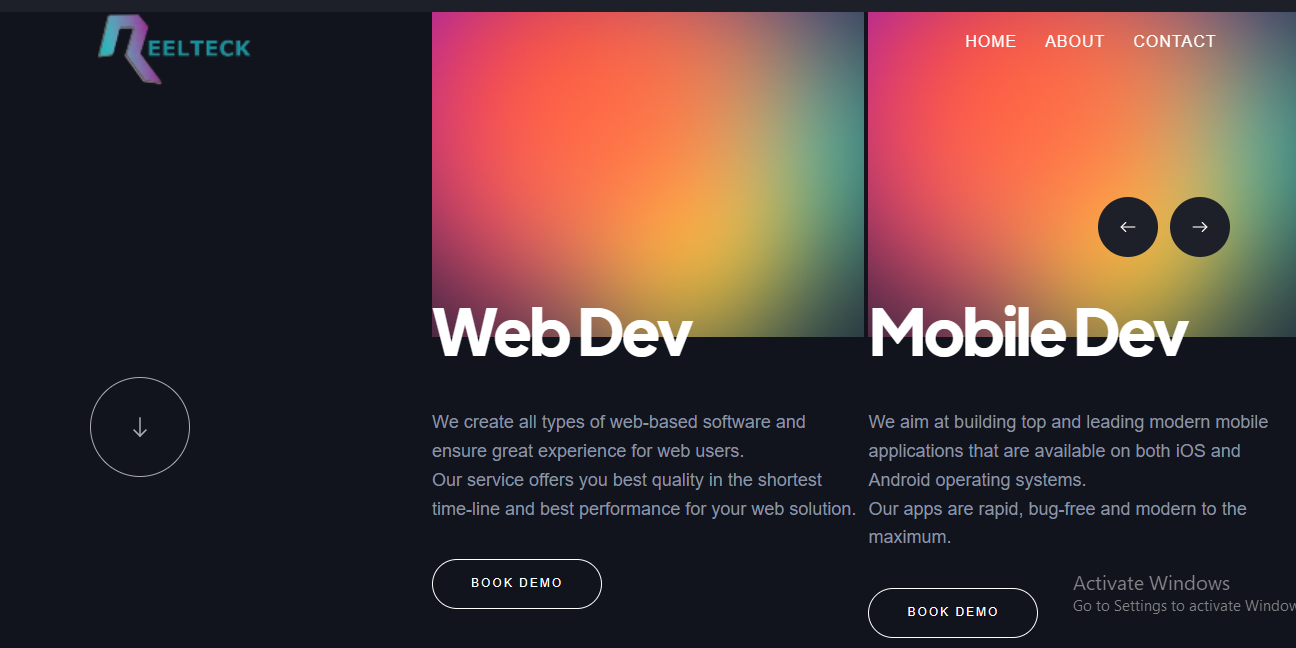 REELTECK
HOME ABOUT CONTACT
Web Dev
We create all types of web-based software and
ensure great experience for web users.
Our service offers you best quality in the shortest
time-line and best performance for your web solution.
BOOK DEMO
Mobile Dev
We aim at building top and leading modern mobile
applications that are available on both iOS and
Android operating systems.
Our apps are rapid, bug-free and modern to the
maximum.
BOOK DEMO
Activate Windows
Go to Settings to activate Window